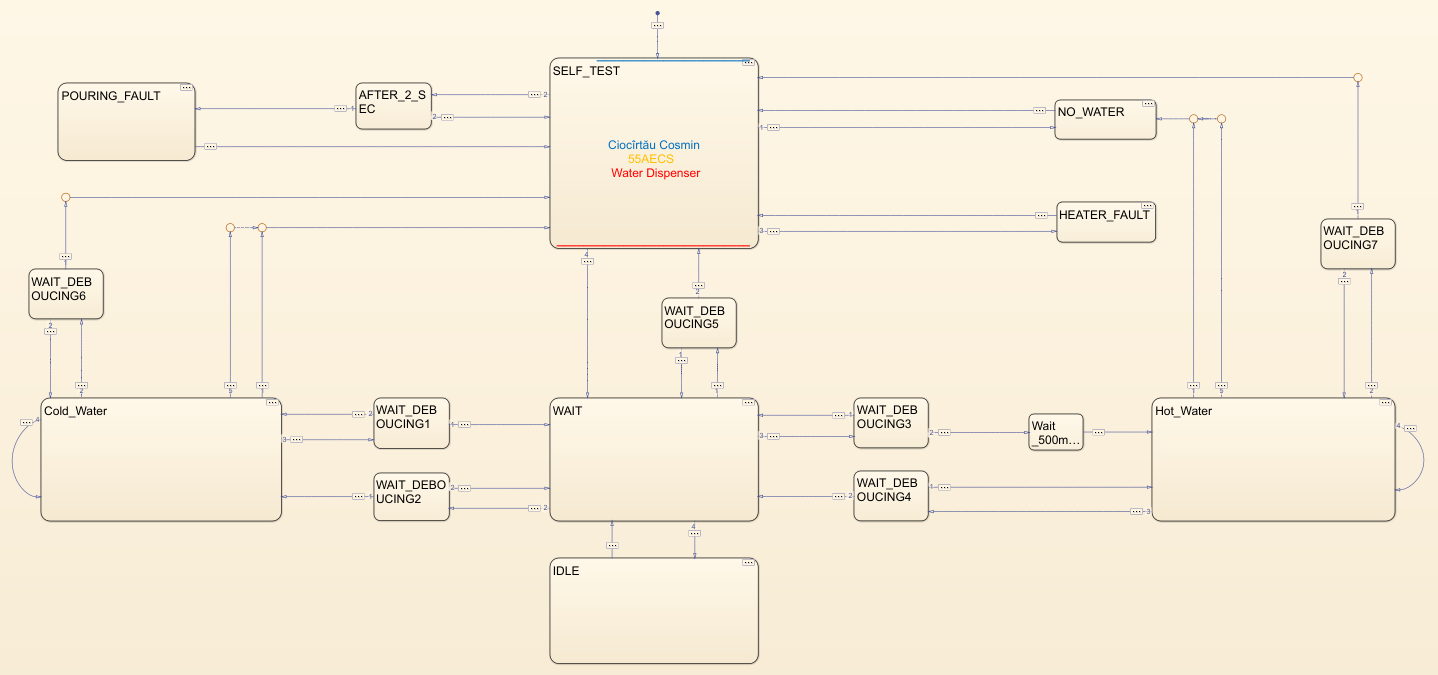 SELF_TEST
POURING_FAULT
AFTER_2_S
EC
NO_WATER
Ciocîrtău Cosmin
55AECS
Water Dispenser
HEATER_FAULT
WAIT_DEB
OUCING7
WAIT_DEB
OUCING6
WAIT_DEB
OUCING5
Cold_Water
WAIT_DEB
OUCING1
WAIT
WAIT_DEB
OUCING3
Wait
_500m...
Hot_Water
WAIT_DEBO
UCING2
WAIT_DEB
OUCING4
IDLE